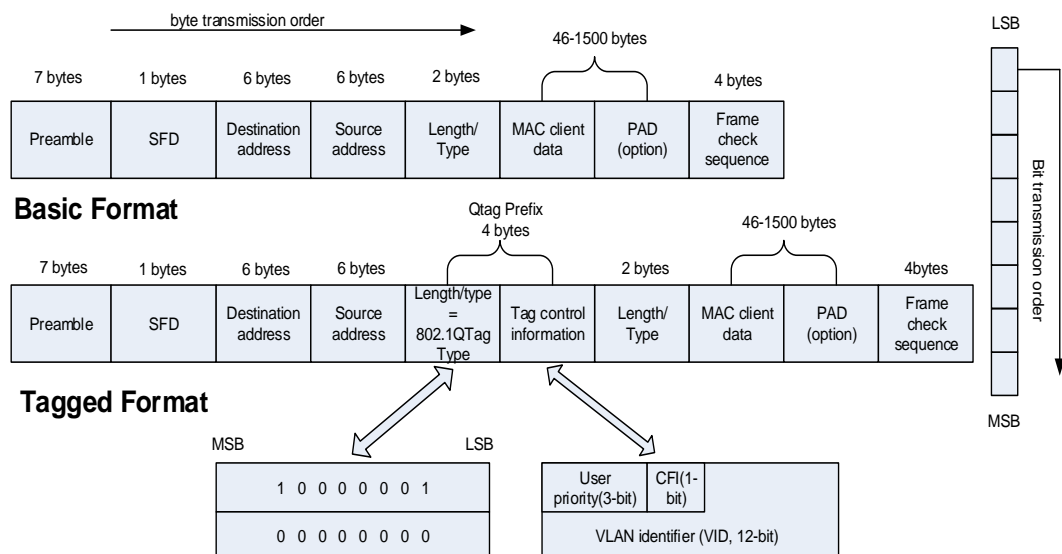 byte transmission order
46-1500 bytes
LSB
7 bytes
1 bytes
6 bytes
6 bytes
2 bytes
4 bytes
Preamble
SFD
Destination
address
Source
address
Length/
Type
MAC client
data
PAD
(option)
Frame
check
sequence
Basic Format
Bit transmission order
Qtag Prefix
4 bytes
46-1500 bytes
7 bytes
1 bytes
6 bytes
6 bytes
2 bytes
4bytes
Preamble
SFD
Destination
address
Source
address
Length/type
=
802.1QTag
Type
Tag control
information
Length/
Type
MAC client
data
PAD
(option)
Frame
check
sequence
Tagged Format
MSB
MSB
LSB
1 0 0 0 0 0 0 1
0 0 0 0 0 0 0 0
User
priority(3-bit)
CFI(1-
bit)
VLAN identifier (VID, 12-bit)